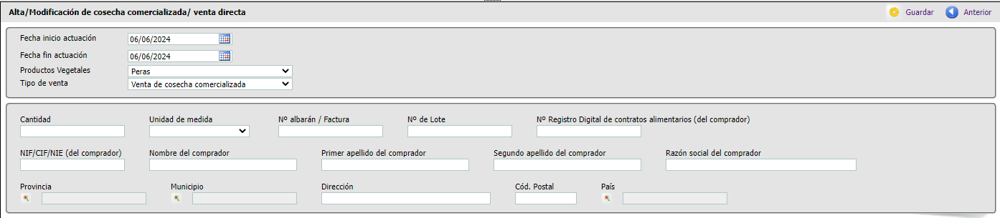 Alta/Modificación de cosecha comercializada/ venta directa Guardar Anterior
Fecha inicio actuación 06/06/2024
Fecha fin actuación 06/06/2024
Productos Vegetales Peras
Tipo de venta Venta de cosecha comercializada
Cantidad Unidad de medida Nº albarán / Factura Nº de Lote Nº Registro Digital de contratos alimentarios (del comprador)
NIF/CIF/NIE (del comprador) Nombre del comprador Primer apellido del comprador Segundo apellido del comprador Razón social del comprador
Provincia Municipio Dirección Cód. Postal País